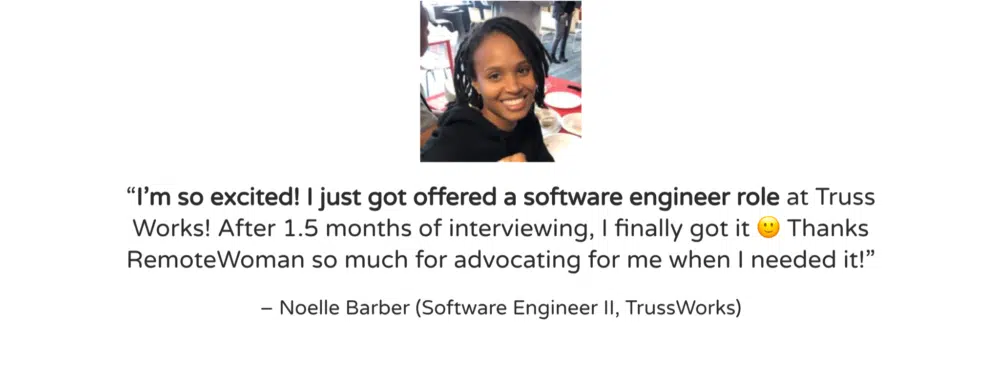 “I’m so excited! I just got offered a software engineer role at Truss
Works! After 1.5 months of interviewing, I finally got it 🙂 Thanks
RemoteWoman so much for advocating for me when I needed it!”
– Noelle Barber (Software Engineer II, TrussWorks)